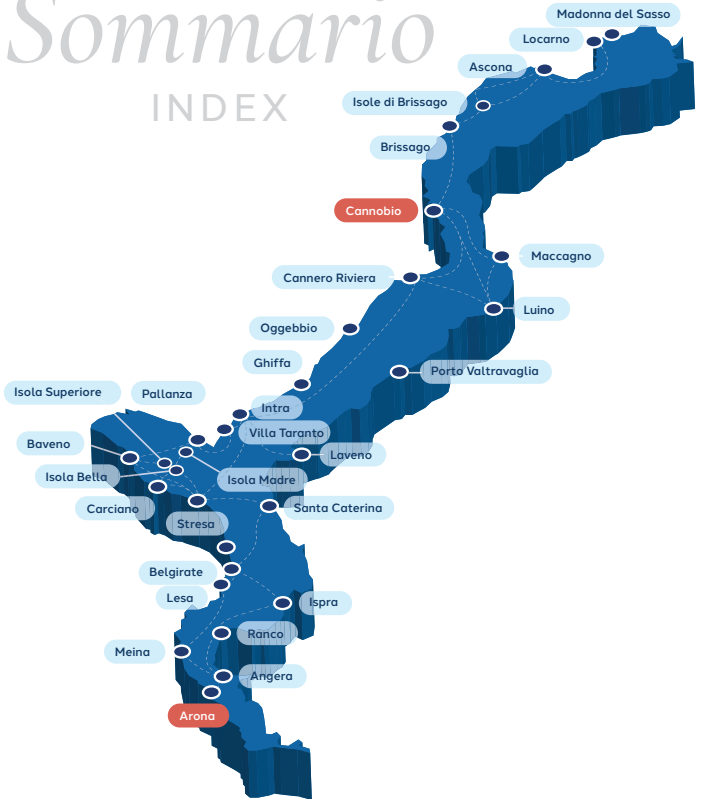 Sommario
INDEX
Madonna del Sasso
Locarno
Ascona
Isole di Brissago
Brissago
Cannobio
Maccagno
Cannero Riviera
Luino
Oggebbio
Ghiffa
Porto Valtravaglia
Isola Superiore
Pallanza
Intra
Villa Taranto
Baveno
Laveno
Isola Bella
Isola Madre
Carciano
Santa Caterina
Stresa
Belgirate
Lesa
Ispra
Ranco
Meina
Angera
Arona